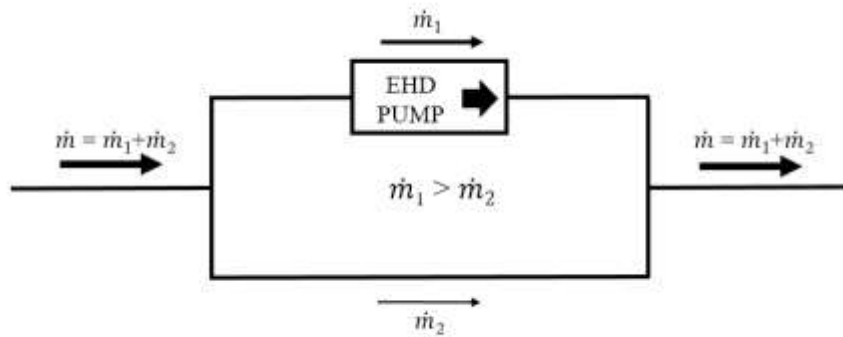 ṁ₁
EHD
PUMP
ṁ = ṁ₁+ṁ₂
ṁ = ṁ₁+ṁ₂
ṁ₁ > ṁ₂
ṁ₂